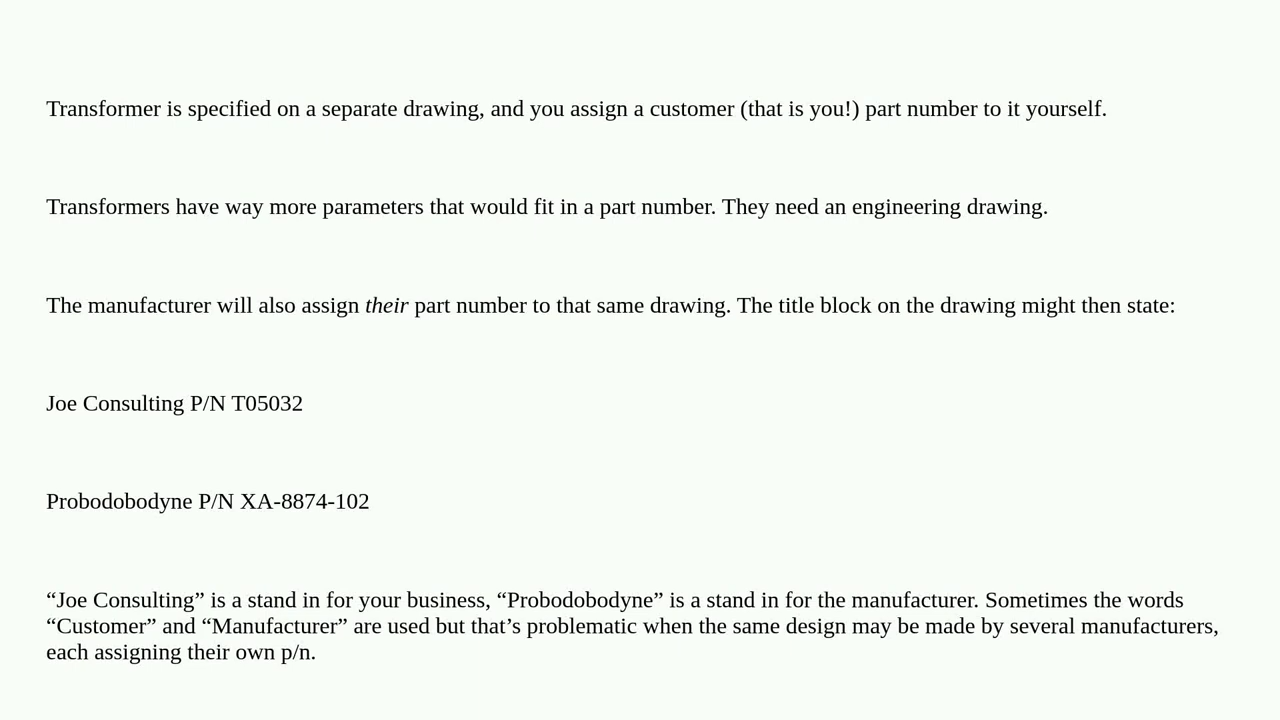 Transformer is specified on a separate drawing, and you assign a customer (that is you!) part number to it yourself.
Transformers have way more parameters that would fit in a part number. They need an engineering drawing.
The manufacturer will also assign their part number to that same drawing. The title block on the drawing might then state:
Joe Consulting P/N T05032
Probodobodyne P/N XA-8874-102
“Joe Consulting” is a stand in for your business, “Probodobodyne” is a stand in for the manufacturer. Sometimes the words
“Customer” and “Manufacturer” are used but that’s problematic when the same design may be made by several manufacturers,
each assigning their own p/n.